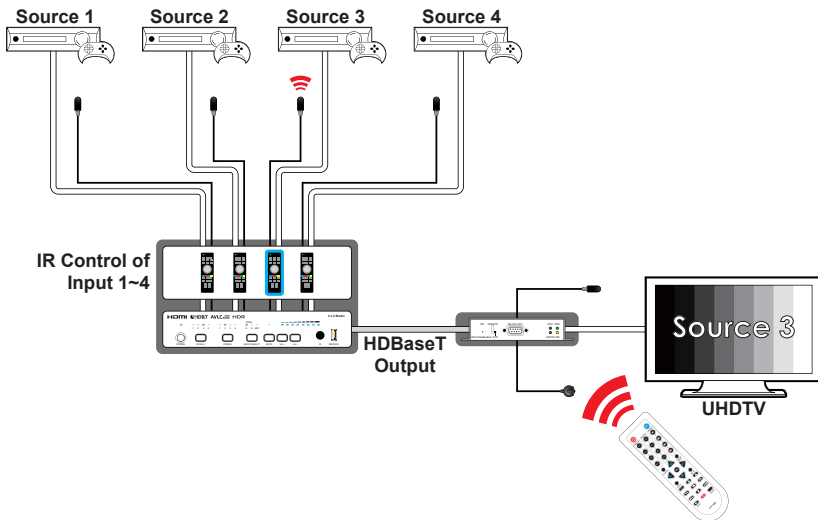 Source 1
Source 2
Source 3
Source 4
IR Control of
Input 1~4
HDMI HDBT AVLC HDR
HDBaseT
Output
Source 3
UHDTV